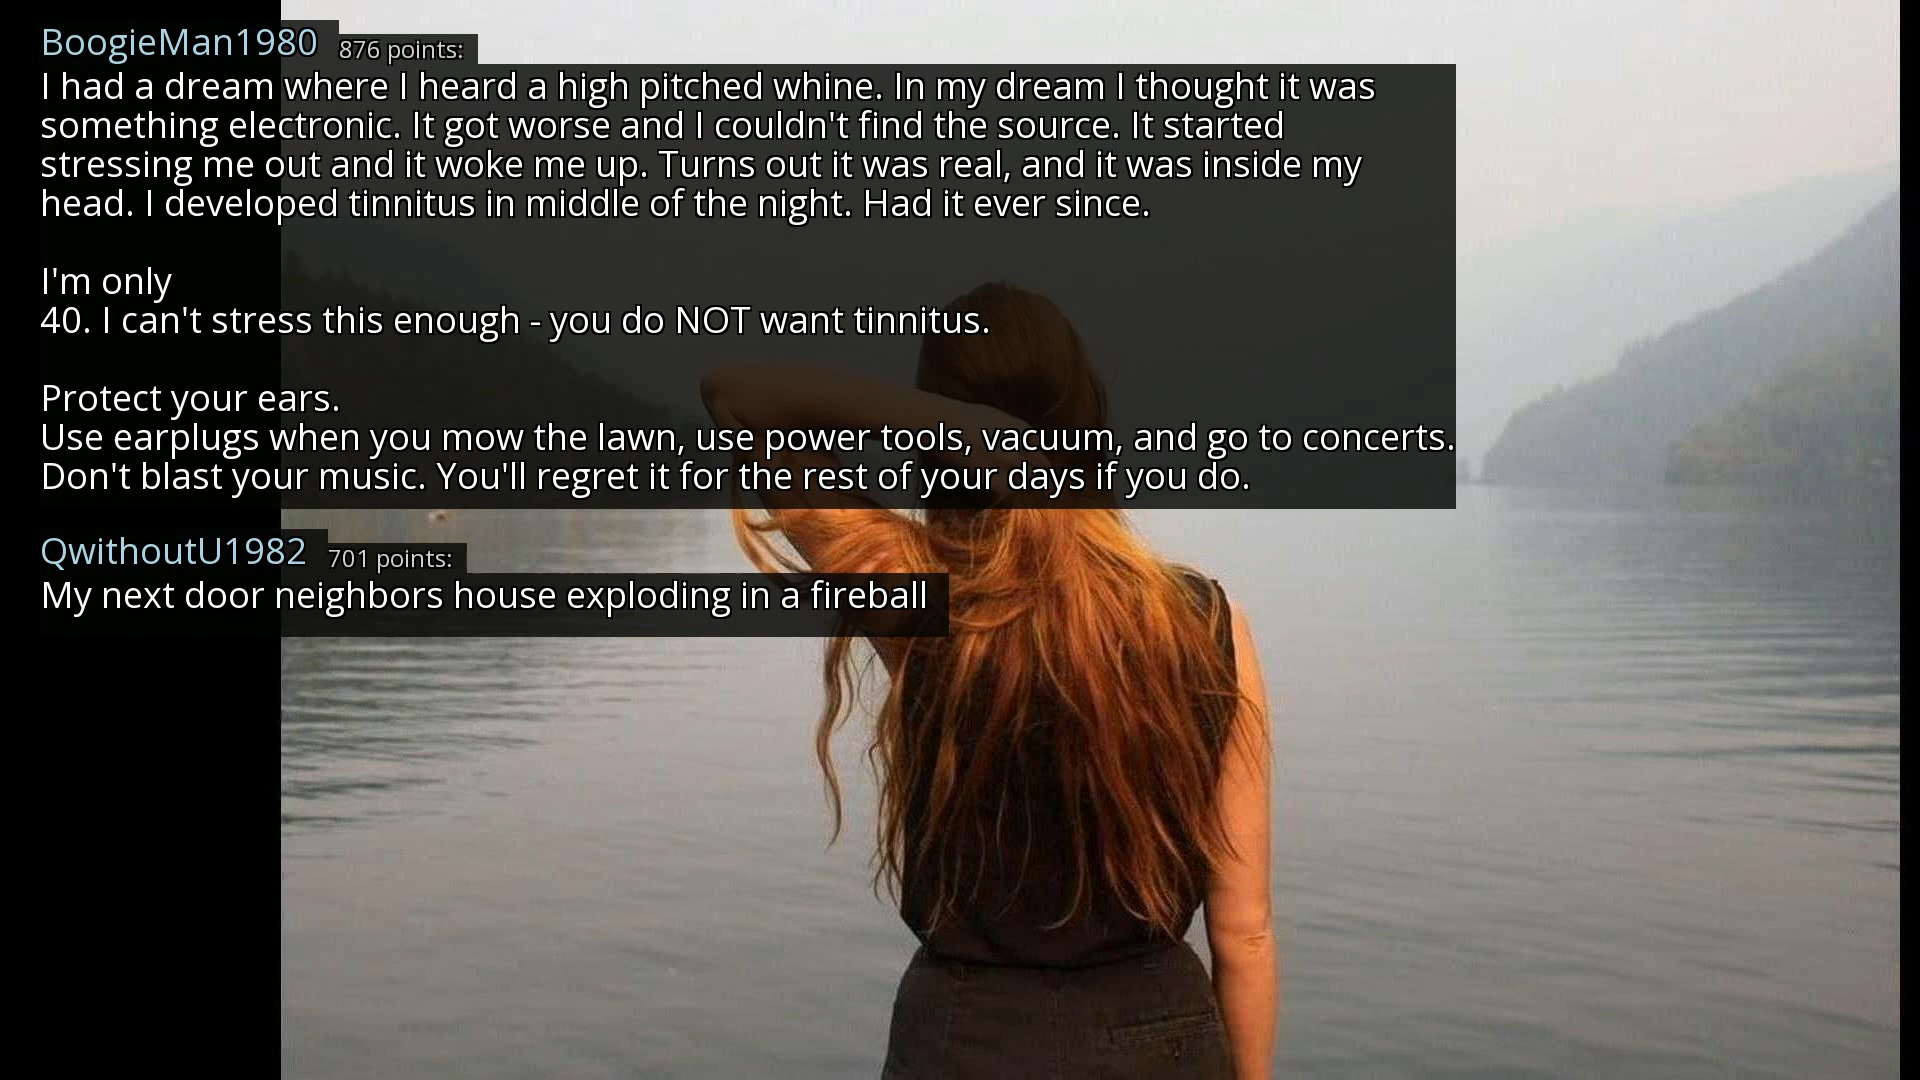 BoogieMan1980 876 points:
I had a dream where I heard a high pitched whine. In my dream I thought it was
something electronic. It got worse and I couldn't find the source. It started
stressing me out and it woke me up. Turns out it was real, and it was inside my
head. I developed tinnitus in middle of the night. Had it ever since.
I'm only
40. I can't stress this enough - you do NOT want tinnitus.
Protect your ears.
Use earplugs when you mow the lawn, use power tools, vacuum, and go to concerts.
Don't blast your music. You'll regret it for the rest of your days if you do.
QwithoutU1982 701 points:
My next door neighbors house exploding in a fireball